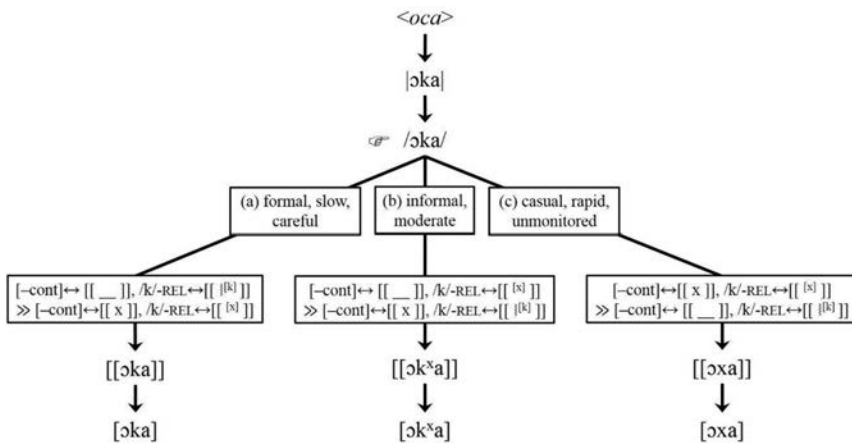 <oca>
|ɔka|
☞ /ɔka/
(a) formal, slow, careful
(b) informal, moderate
(c) casual, rapid, unmonitored
[–cont]↔ [[ __ ]], /k/-REL↔[[ ⁞[k] ]]
≫ [–cont]↔[[ x ]], /k/-REL↔[[ [x] ]]
[–cont]↔ [[ __ ]], /k/-REL↔[[ [x] ]]
≫ [–cont]↔[[ x ]], /k/-REL↔[[ ⁞[k] ]]
[–cont]↔ [[ x ]], /k/-REL↔[[ [x] ]]
≫ [–cont]↔ [[ __ ]], /k/-REL↔[[ ⁞[k] ]]
[[ɔka]] [[ɔkˣa]] [[ɔxa]]
[ɔka] [ɔkˣa] [ɔxa]